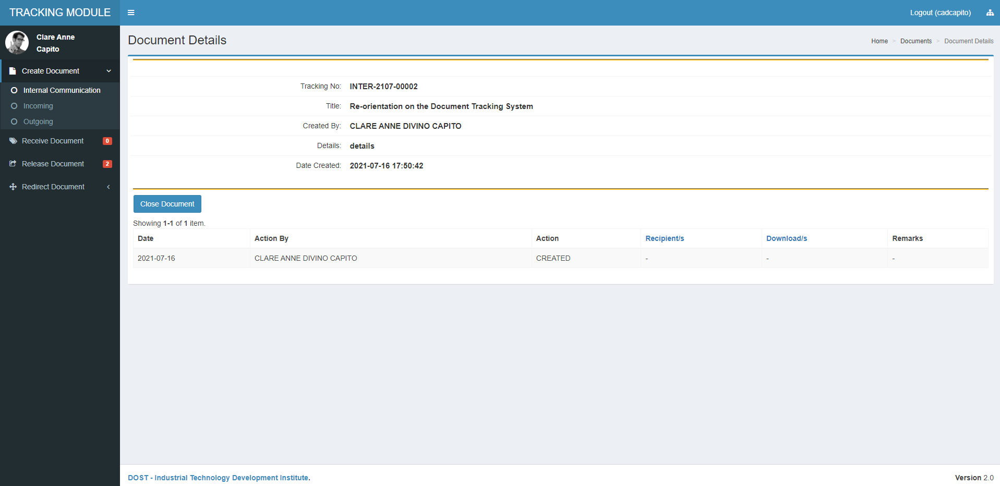 TRACKING MODULE
Logout (cadcapito)
Clare Anne
Capito
Create Document
Internal Communication
Incoming
Outgoing
Receive Document 0
Release Document 2
Redirect Document
Document Details
Home > Documents > Document Details
Tracking No: INTER-2107-00002
Title: Re-orientation on the Document Tracking System
Created By: CLARE ANNE DIVINO CAPITO
Details: details
Date Created: 2021-07-16 17:50:42
Close Document
Showing 1-1 of 1 item.
Date Action By Action Recipient/s Download/s Remarks
2021-07-16 CLARE ANNE DIVINO CAPITO CREATED - - -
DOST - Industrial Technology Development Institute.
Version 2.0